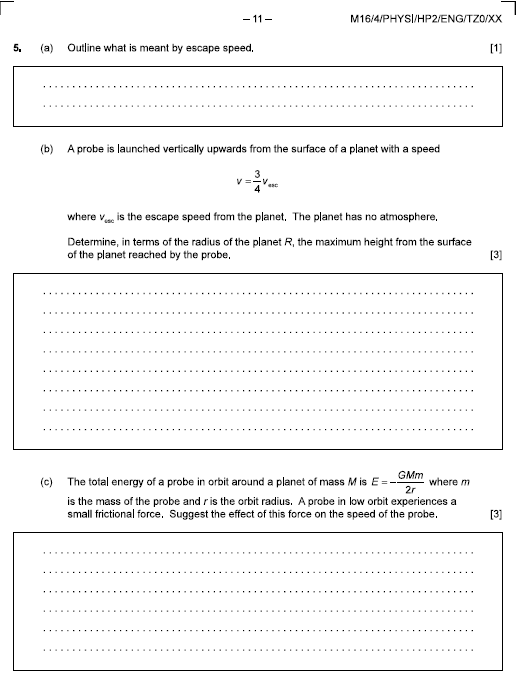 – 11 –
M16/4/PHYSI/HP2/ENG/TZ0/XX
5. (a) Outline what is meant by escape speed. [1]
(b) A probe is launched vertically upwards from the surface of a planet with a speed
v = 3/4 vesc
where vesc is the escape speed from the planet. The planet has no atmosphere.
Determine, in terms of the radius of the planet R, the maximum height from the surface
of the planet reached by the probe. [3]
(c) The total energy of a probe in orbit around a planet of mass M is E = – GMm/2r where m
is the mass of the probe and r is the orbit radius. A probe in low orbit experiences a
small frictional force. Suggest the effect of this force on the speed of the probe. [3]